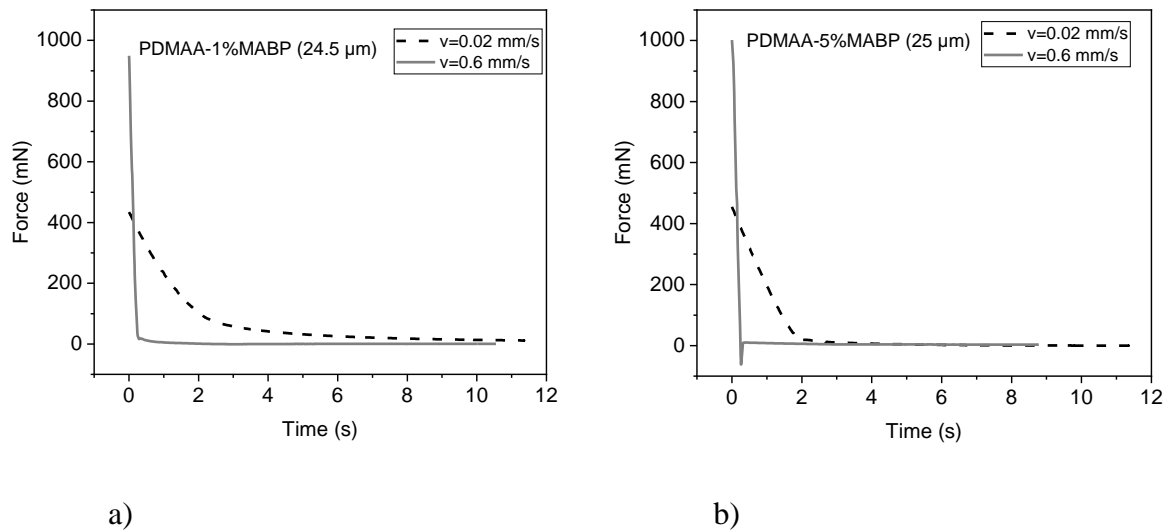 PDMAA-1%MABP (24.5 µm)
v=0.02 mm/s
v=0.6 mm/s
1000
800
600
400
200
0
Force (mN)
0 2 4 6 8 10 12
Time (s)
a)
PDMAA-5%MABP (25 µm)
v=0.02 mm/s
v=0.6 mm/s
1000
800
600
400
200
0
Force (mN)
0 2 4 6 8 10 12
Time (s)
b)